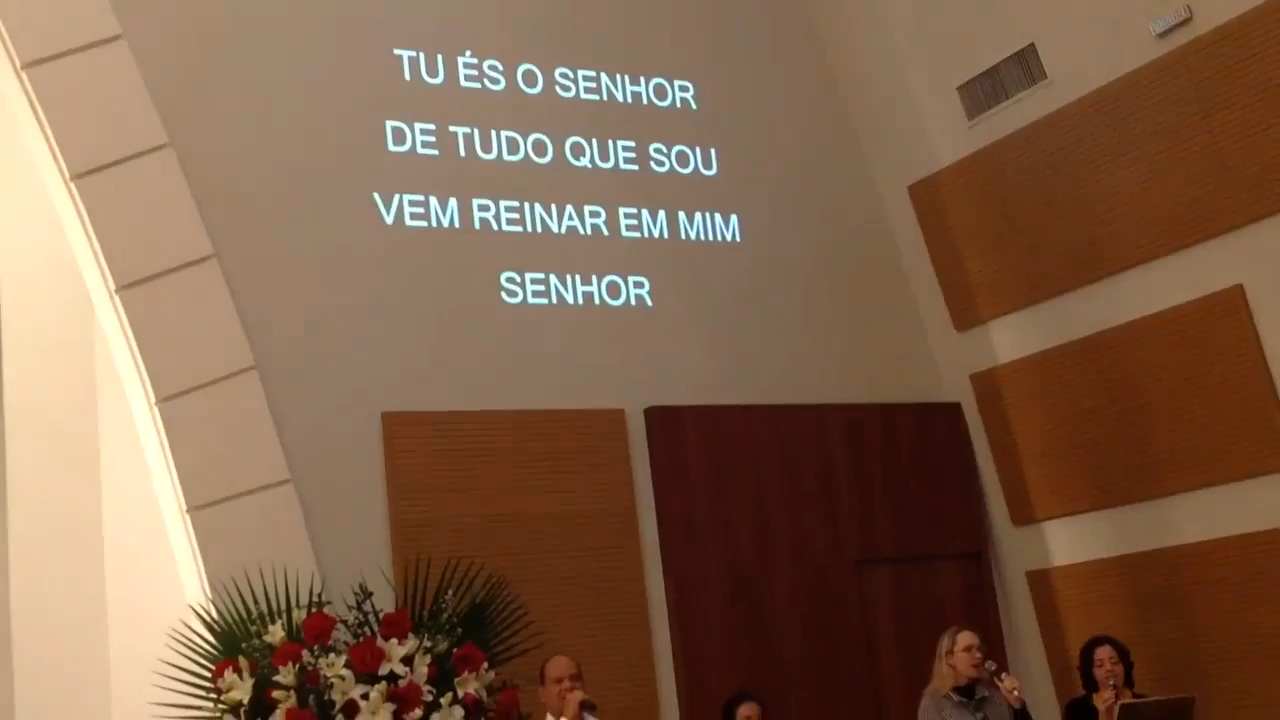 TU ÉS O SENHOR
DE TUDO QUE SOU
VEM REINAR EM MIM
SENHOR